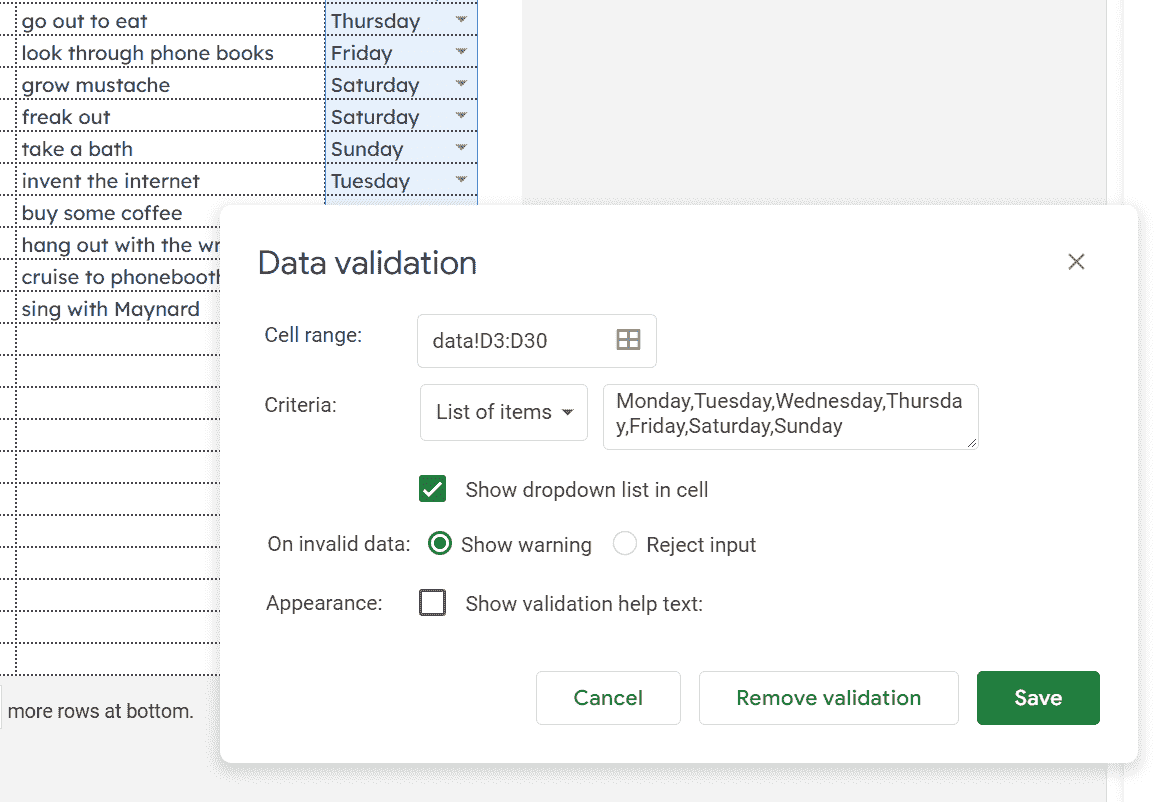 go out to eat Thursday
look through phone books Friday
grow mustache Saturday
freak out Saturday
take a bath Sunday
invent the internet Tuesday
buy some coffee
hang out with the wr
cruise to phonebooth
sing with Maynard
more rows at bottom.
Data validation
Cell range: data!D3:D30
Criteria: List of items Monday,Tuesday,Wednesday,Thursda
y,Friday,Saturday,Sunday
Show dropdown list in cell
On invalid data: Show warning Reject input
Appearance: Show validation help text:
Cancel Remove validation Save